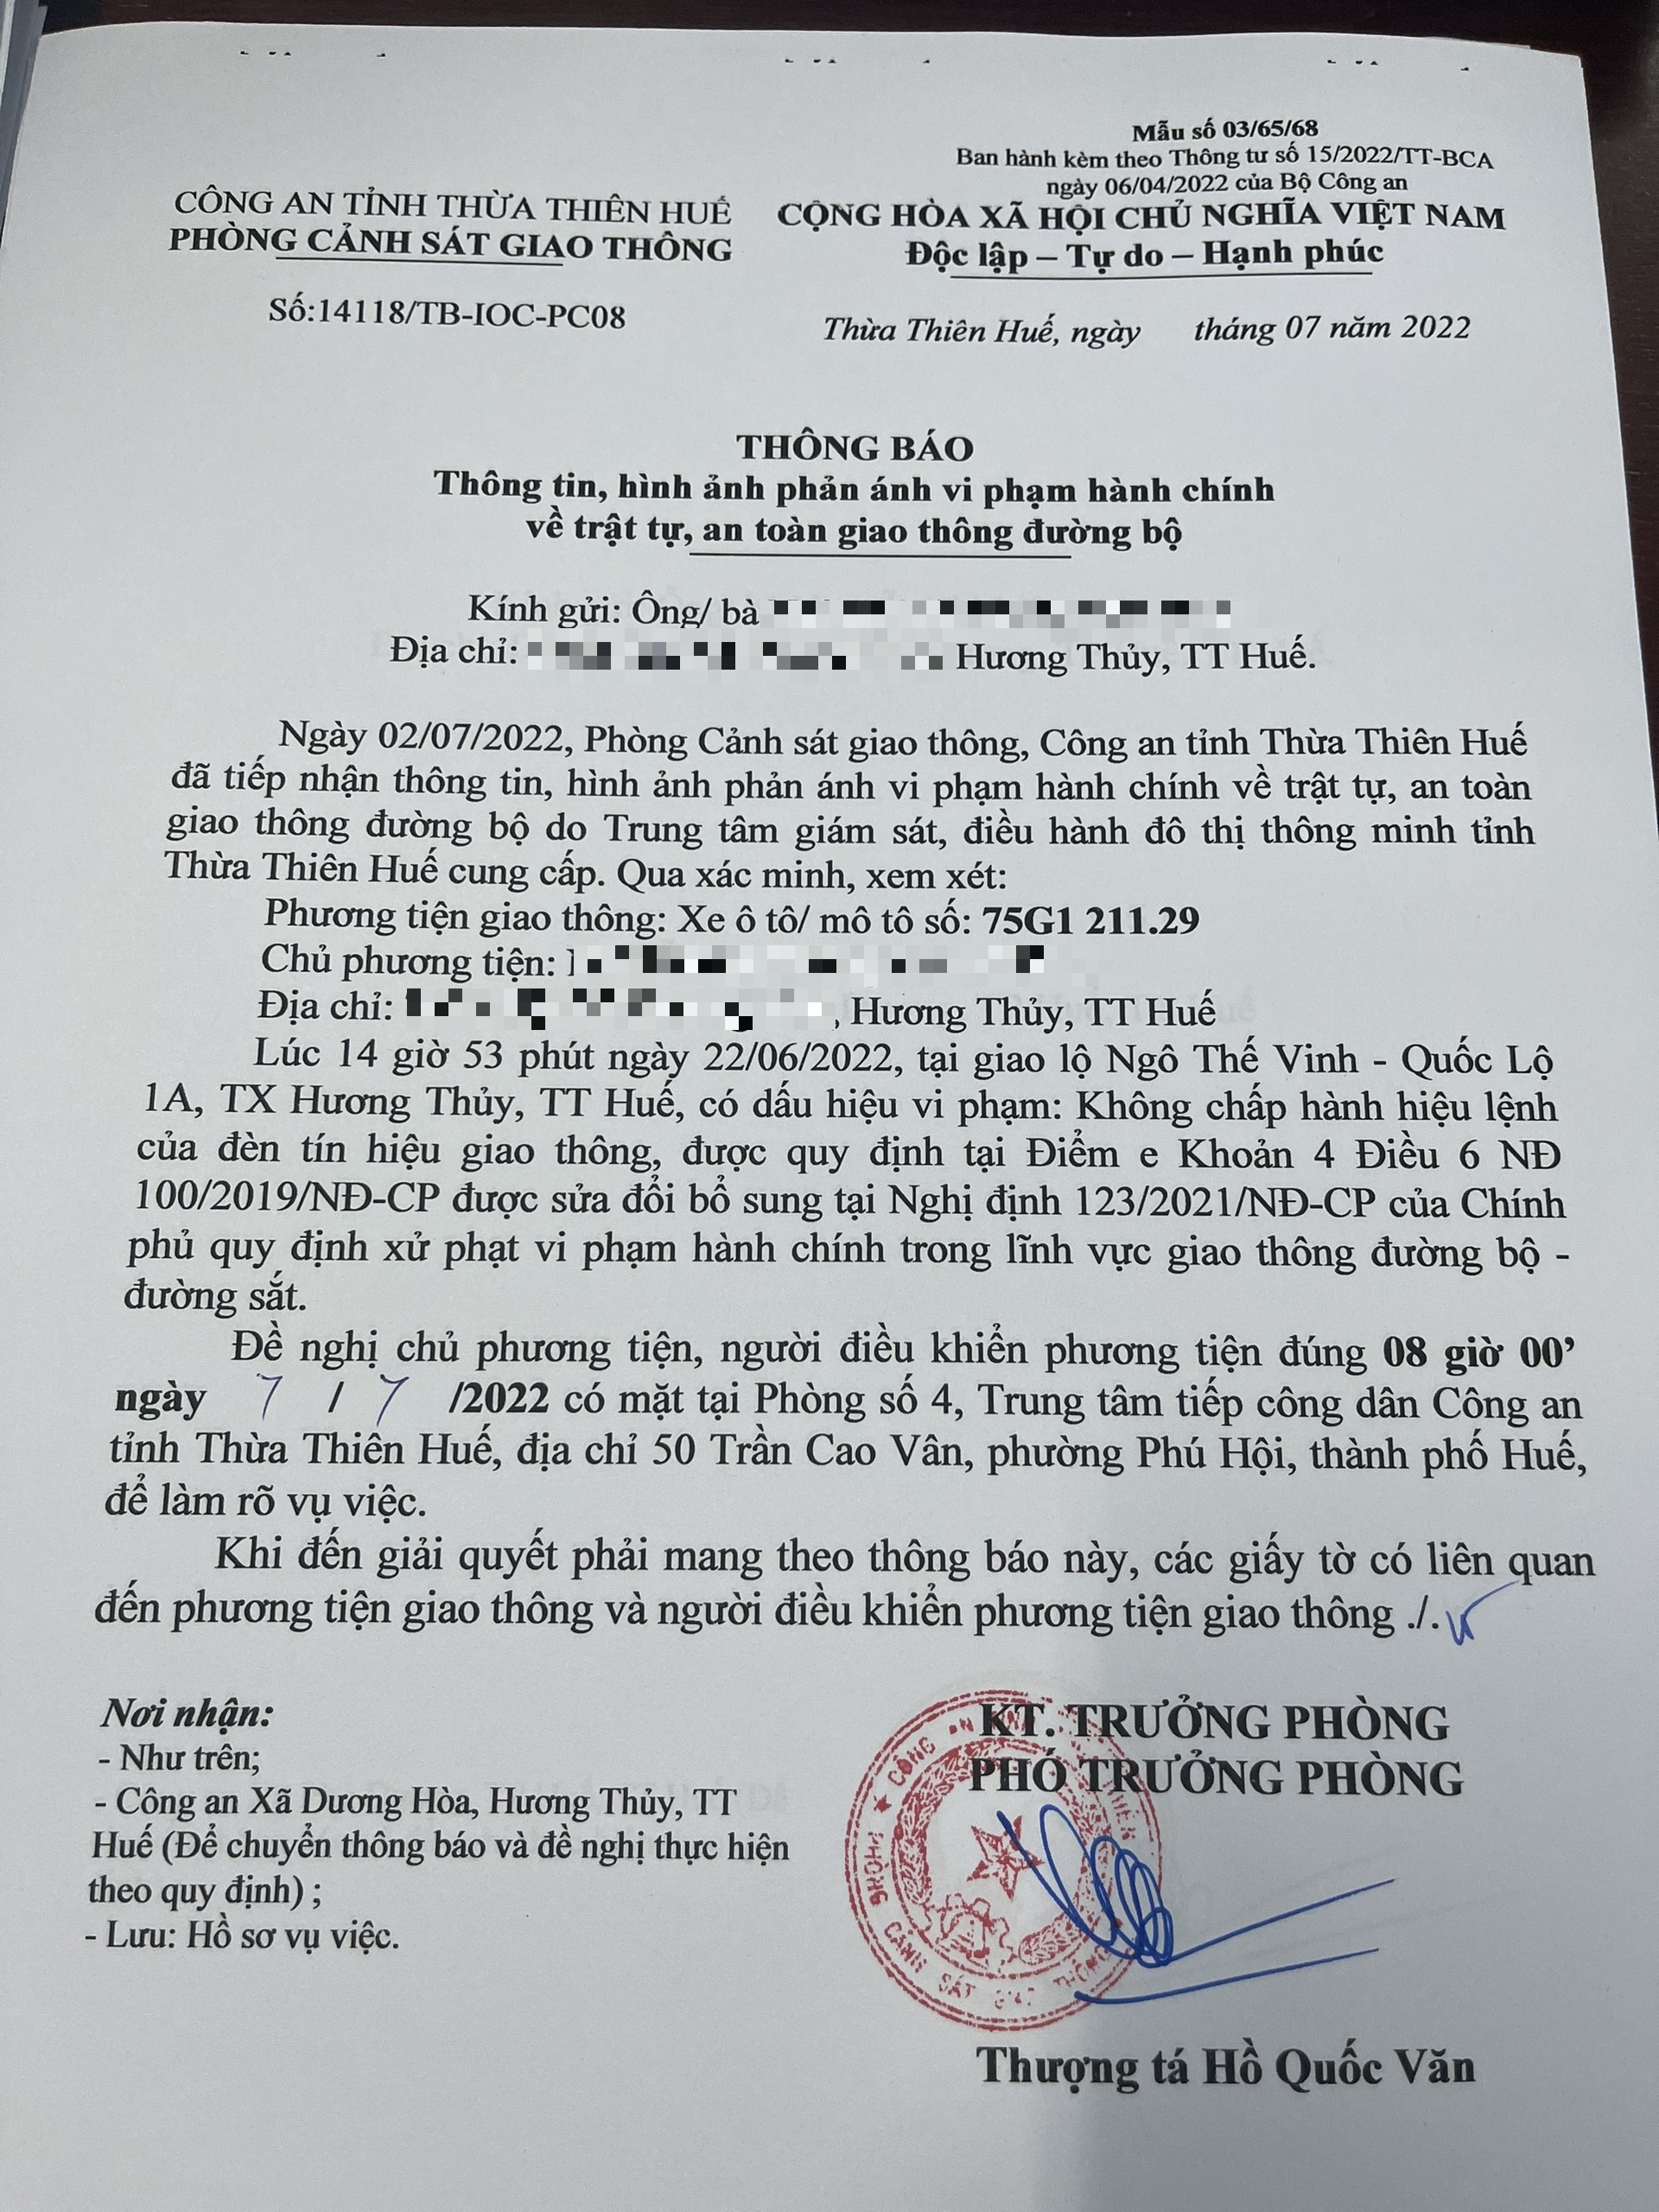 Mẫu số 03/65/68
Ban hành kèm theo Thông tư số 15/2022/TT-BCA
ngày 06/04/2022 của Bộ Công an
CÔNG AN TỈNH THỪA THIÊN HUẾ
PHÒNG CẢNH SÁT GIAO THÔNG
CỘNG HÒA XÃ HỘI CHỦ NGHĨA VIỆT NAM
Độc lập – Tự do – Hạnh phúc
Số:14118/TB-IOC-PC08
Thừa Thiên Huế, ngày tháng 07 năm 2022
THÔNG BÁO
Thông tin, hình ảnh phản ánh vi phạm hành chính
về trật tự, an toàn giao thông đường bộ
Kính gửi: Ông/ bà
Địa chỉ: Hương Thủy, TT Huế.
Ngày 02/07/2022, Phòng Cảnh sát giao thông, Công an tỉnh Thừa Thiên Huế
đã tiếp nhận thông tin, hình ảnh phản ánh vi phạm hành chính về trật tự, an toàn
giao thông đường bộ do Trung tâm giám sát, điều hành đô thị thông minh tỉnh
Thừa Thiên Huế cung cấp. Qua xác minh, xem xét:
Phương tiện giao thông: Xe ô tô/ mô tô số: 75G1 211.29
Chủ phương tiện:
Địa chỉ: , Hương Thủy, TT Huế
Lúc 14 giờ 53 phút ngày 22/06/2022, tại giao lộ Ngô Thế Vinh - Quốc Lộ
1A, TX Hương Thủy, TT Huế, có dấu hiệu vi phạm: Không chấp hành hiệu lệnh
của đèn tín hiệu giao thông, được quy định tại Điểm e Khoản 4 Điều 6 NĐ
100/2019/NĐ-CP được sửa đổi bổ sung tại Nghị định 123/2021/NĐ-CP của Chính
phủ quy định xử phạt vi phạm hành chính trong lĩnh vực giao thông đường bộ -
đường sắt.
Đề nghị chủ phương tiện, người điều khiển phương tiện đúng 08 giờ 00’
ngày 7 / 7 /2022 có mặt tại Phòng số 4, Trung tâm tiếp công dân Công an
tỉnh Thừa Thiên Huế, địa chỉ 50 Trần Cao Vân, phường Phú Hội, thành phố Huế,
để làm rõ vụ việc.
Khi đến giải quyết phải mang theo thông báo này, các giấy tờ có liên quan
đến phương tiện giao thông và người điều khiển phương tiện giao thông ./.
Nơi nhận:
- Như trên;
- Công an Xã Dương Hòa, Hương Thủy, TT
Huế (Để chuyển thông báo và đề nghị thực hiện
theo quy định) ;
- Lưu: Hồ sơ vụ việc.
KT. TRƯỞNG PHÒNG
PHÓ TRƯỞNG PHÒNG
CÔNG AN
PHÒNG CẢNH SÁT GIAO THÔNG
Thượng tá Hồ Quốc Văn